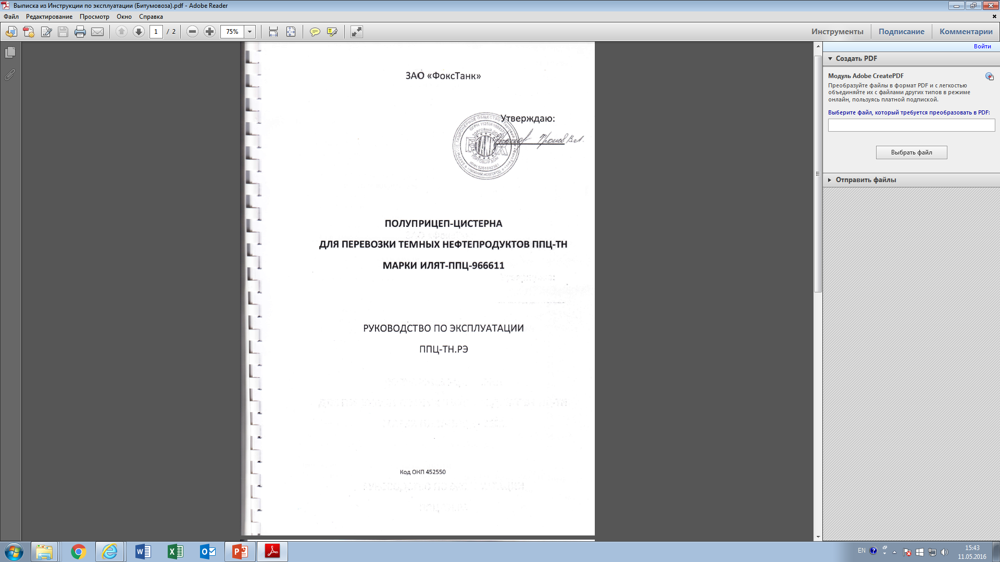 Выписка из Инструкции по эксплуатации (Битумовоза).pdf - Adobe Reader
Файл Редактирование Просмотр Окно Справка
1 / 2 75% Инструменты Подписание Комментарии
Войти
Создать PDF
Модуль Adobe CreatePDF
Преобразуйте файлы в формат PDF и с легкостью
объединяйте их с файлами других типов в режиме
онлайн, пользуясь платной подпиской.
Выберите файл, который требуется преобразовать в PDF:
Выбрать файл
Отправить файлы
ЗАО «ФоксТанк»
Утверждаю:
ТОРГОВЫЙ ДОМ
ТОРГОВЫЙ ДОМ
ПОЛУПРИЦЕП-ЦИСТЕРНА
ДЛЯ ПЕРЕВОЗКИ ТЕМНЫХ НЕФТЕПРОДУКТОВ ППЦ-ТН
МАРКИ ИЛЯТ-ППЦ-966611
РУКОВОДСТВО ПО ЭКСПЛУАТАЦИИ
ППЦ-ТН.РЭ
Код ОКП 452550
EN
15:43
11.05.2016